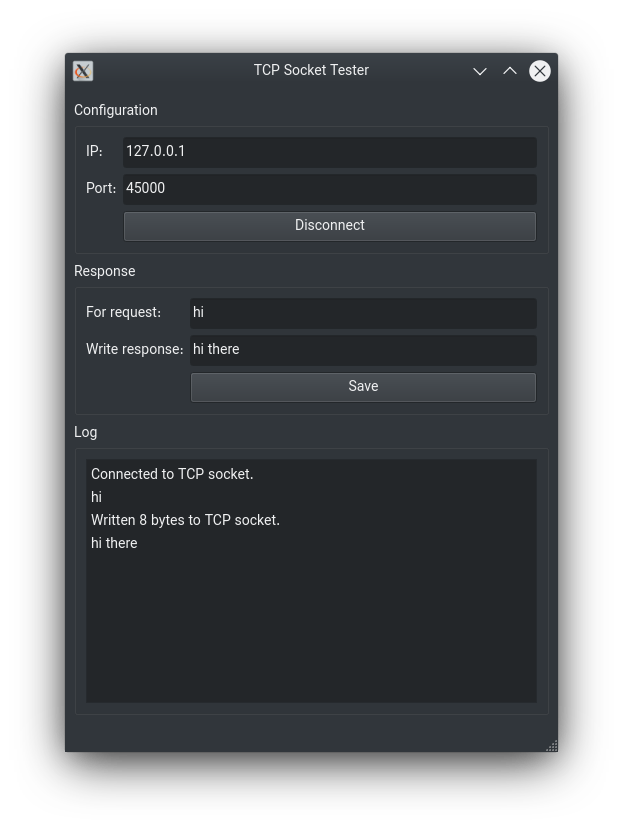 TCP Socket Tester
Configuration
IP: 127.0.0.1
Port: 45000
Disconnect
Response
For request: hi
Write response: hi there
Save
Log
Connected to TCP socket.
hi
Written 8 bytes to TCP socket.
hi there